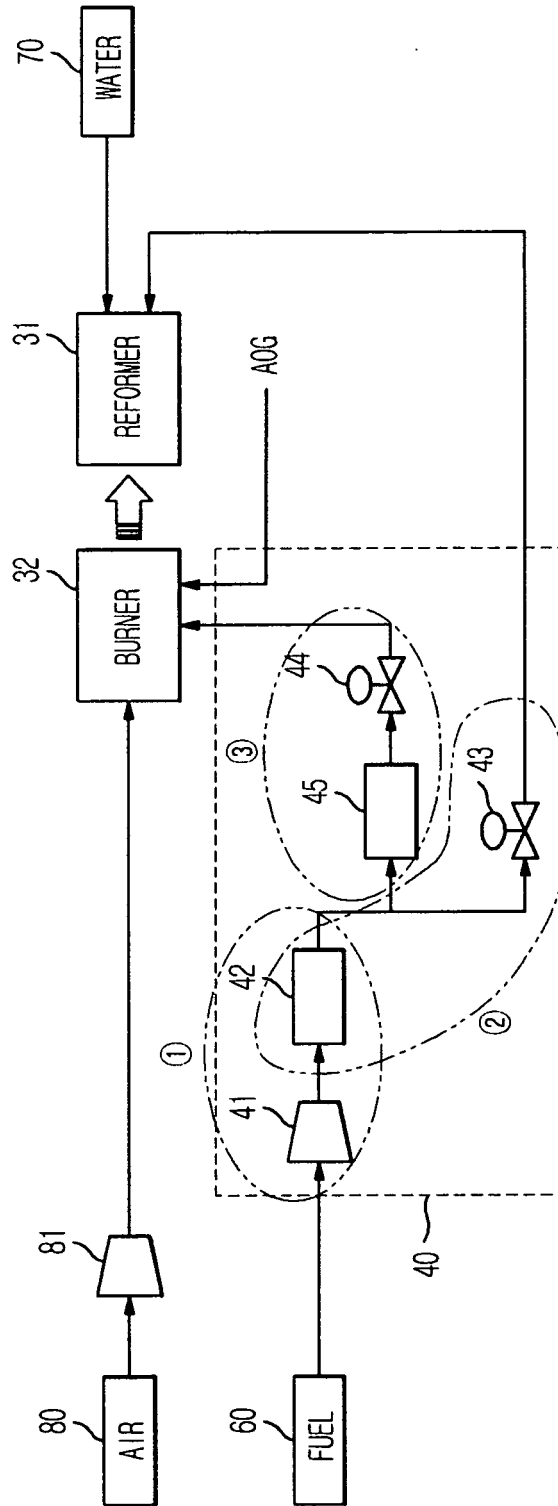 80
AIR
81
32
BURNER
31
REFORMER
70
WATER
AOG
60
FUEL
40
①
41
42
②
③
45
44
43